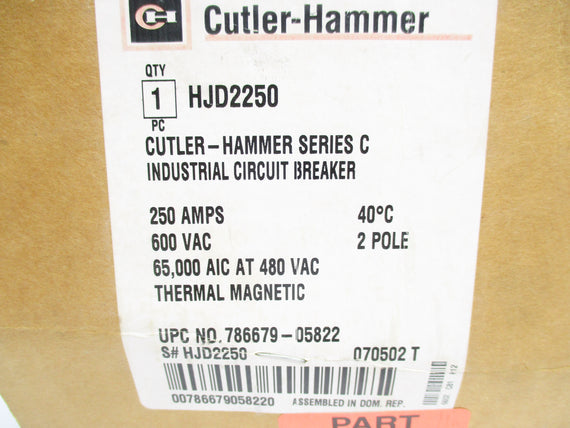 CH
Cutler-Hammer
QTY
1 HJD2250
PC
CUTLER-HAMMER SERIES C
INDUSTRIAL CIRCUIT BREAKER
250 AMPS 40°C
600 VAC 2 POLE
65,000 AIC AT 480 VAC
THERMAL MAGNETIC
UPC NO. 786679-05822
S# HJD2250 070502 T
00786679058220 ASSEMBLED IN DOM. REP.
PART